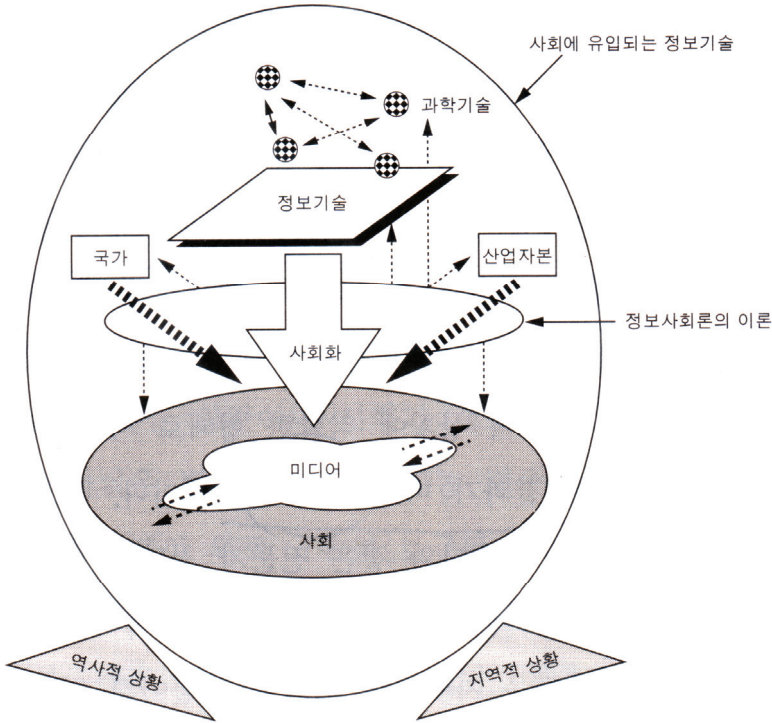 사회에 유입되는 정보기술
과학기술
정보기술
국가
산업자본
정보사회론의 이론
사회화
미디어
사회
역사적 상황
지역적 상황